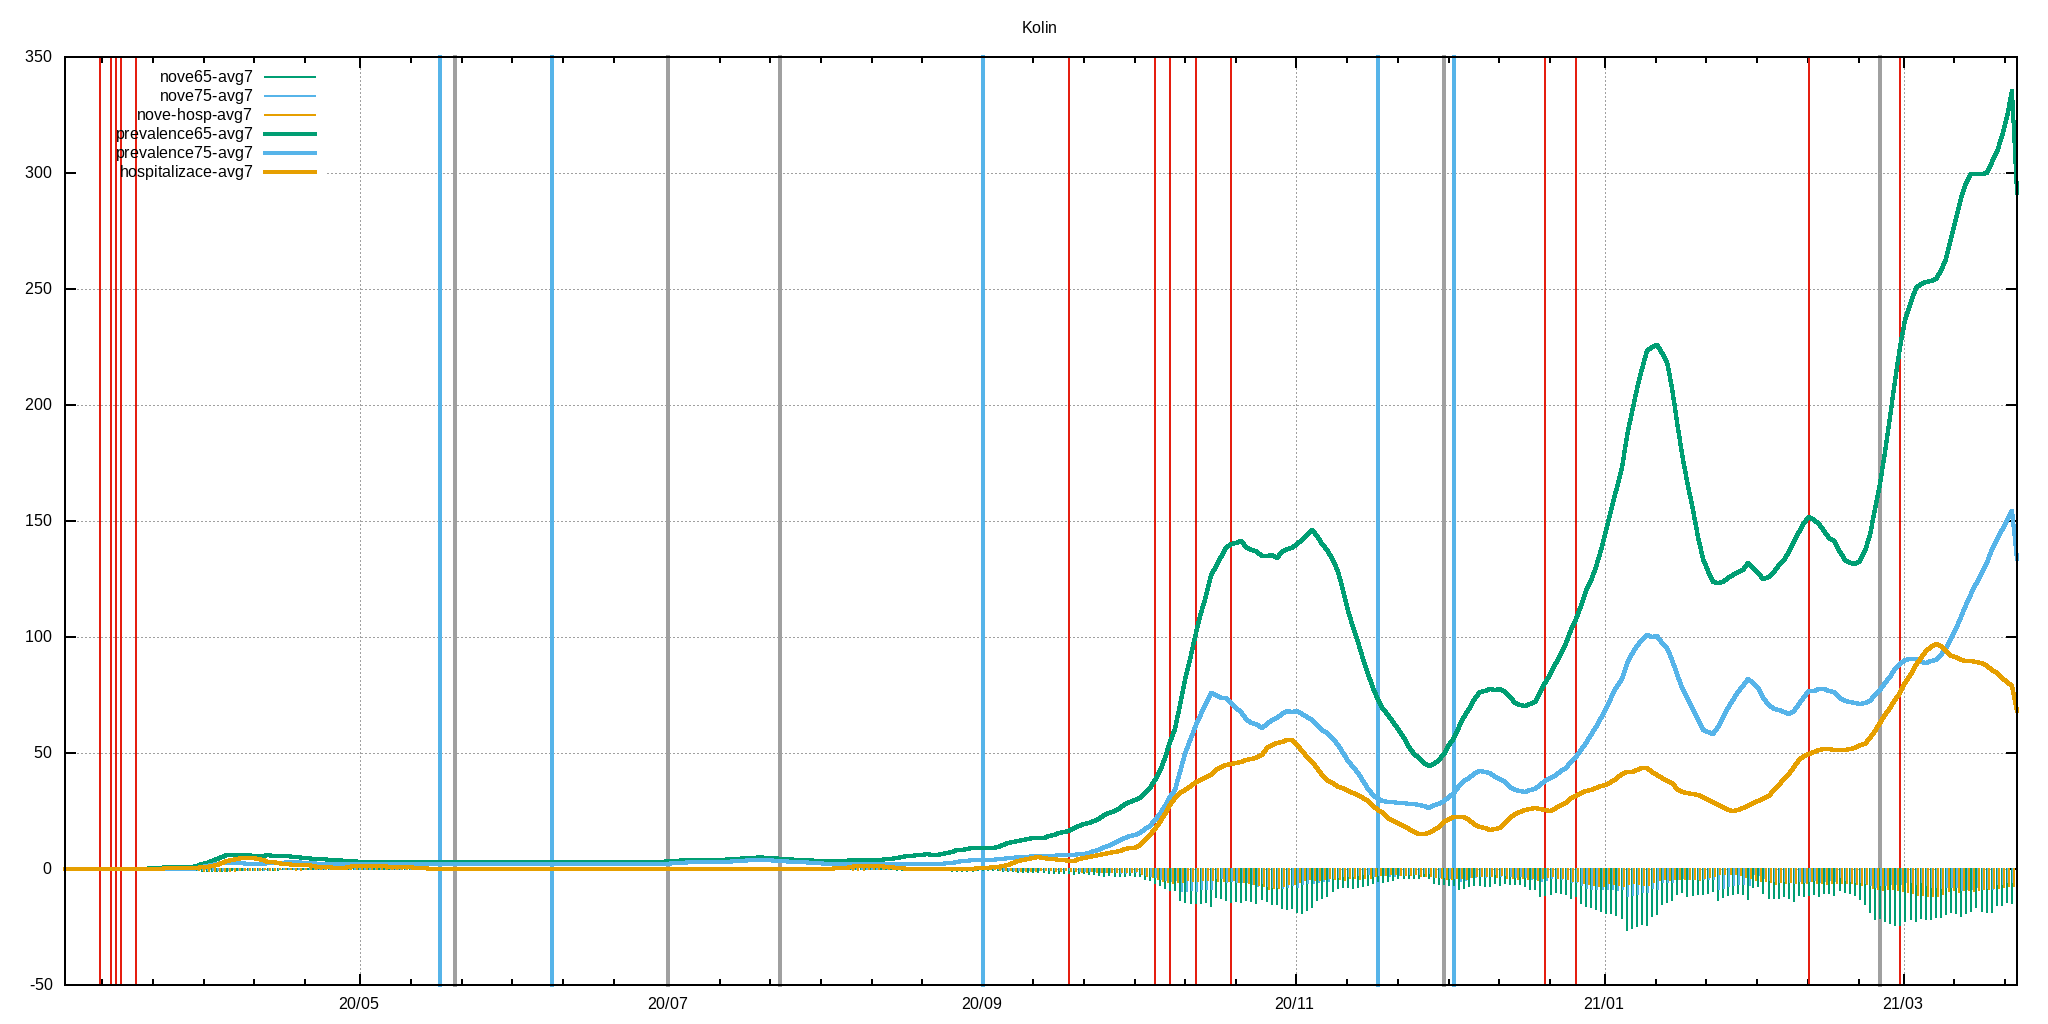 Kolin
350
300
250
200
150
100
50
0
-50
nove65-avg7
nove75-avg7
nove-hosp-avg7
prevalence65-avg7
prevalence75-avg7
hospitalizace-avg7
20/05 20/07 20/09 20/11 21/01 21/03